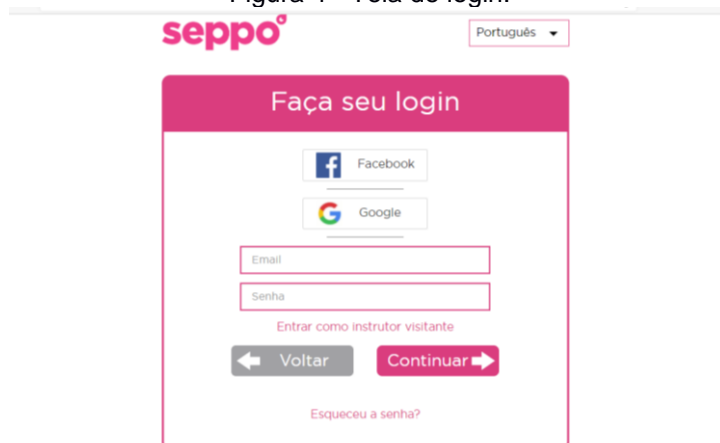 seppo
Português
Faça seu login
Facebook
Google
Email
Senha
Entrar como instrutor visitante
Voltar
Continuar
Esqueceu a senha?